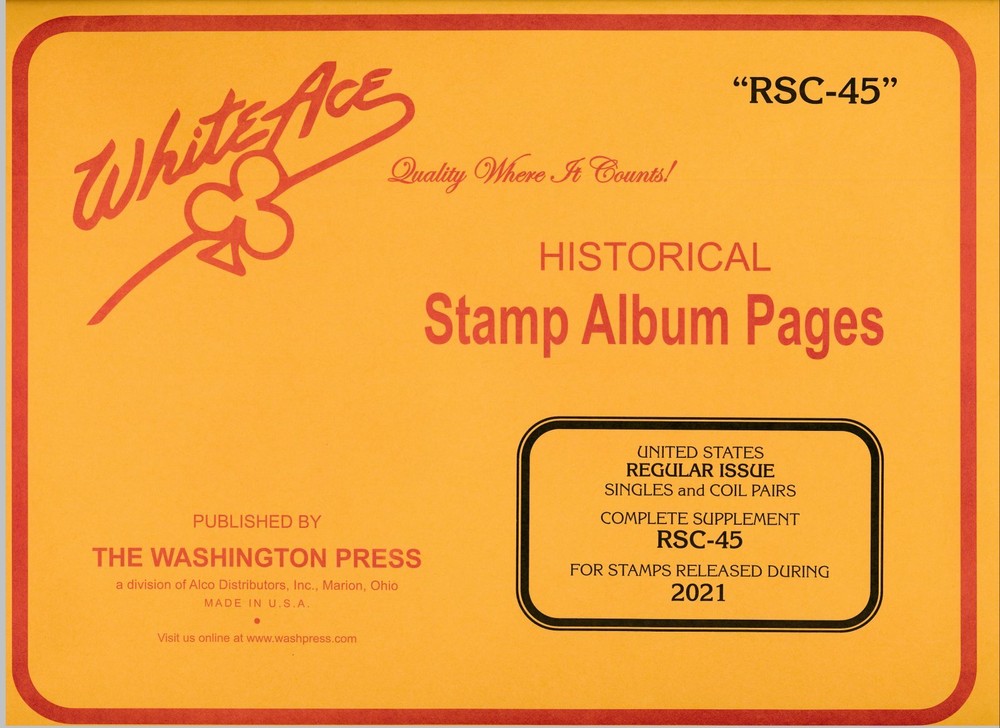 White Ace
"RSC-45"
Quality Where It Counts!
HISTORICAL
Stamp Album Pages
UNITED STATES
REGULAR ISSUE
SINGLES and COIL PAIRS
COMPLETE SUPPLEMENT
RSC-45
FOR STAMPS RELEASED DURING
2021
PUBLISHED BY
THE WASHINGTON PRESS
a division of Alco Distributors, Inc., Marion, Ohio
MADE IN U.S.A.
Visit us online at www.washpress.com